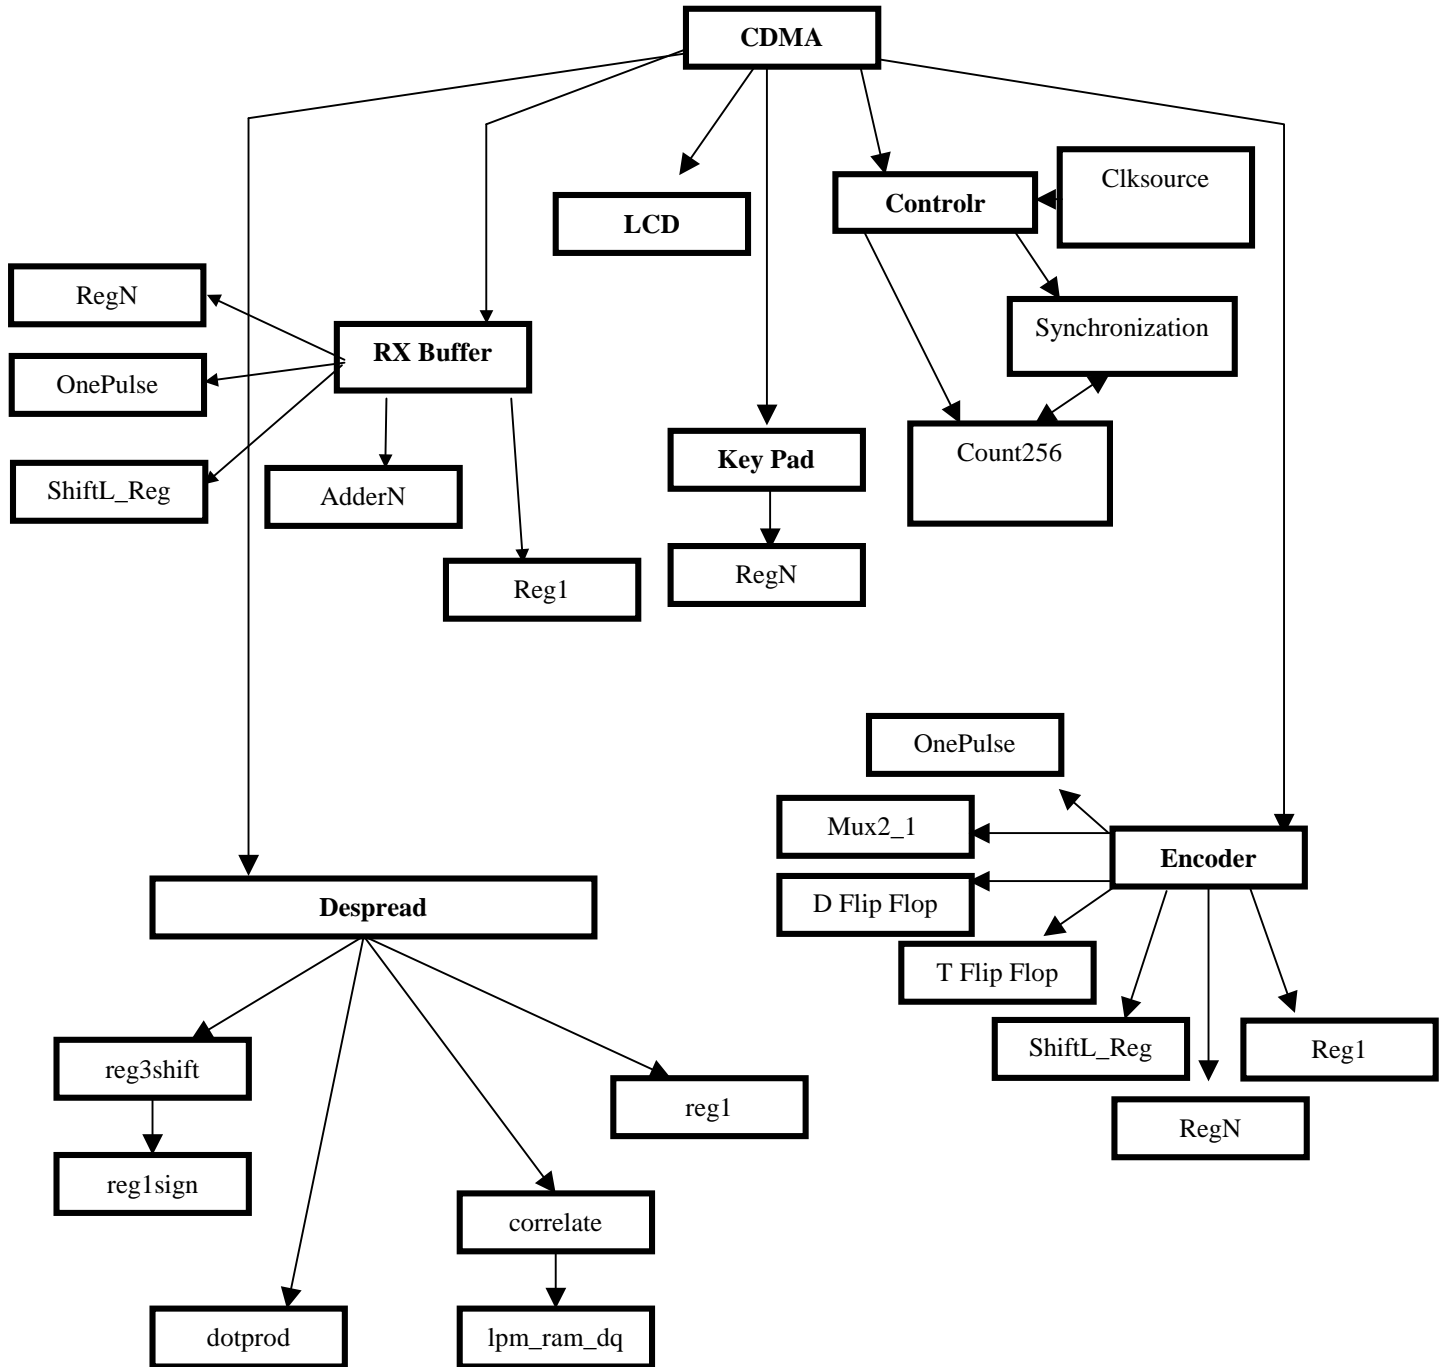 CDMA
Clksource
Controlr
LCD
RegN
Synchronization
RX Buffer
OnePulse
Count256
Key Pad
ShiftL_Reg
AdderN
RegN
Reg1
OnePulse
Mux2_1
Encoder
D Flip Flop
Despread
T Flip Flop
ShiftL_Reg
Reg1
reg3shift
reg1
RegN
reg1sign
correlate
dotprod
lpm_ram_dq